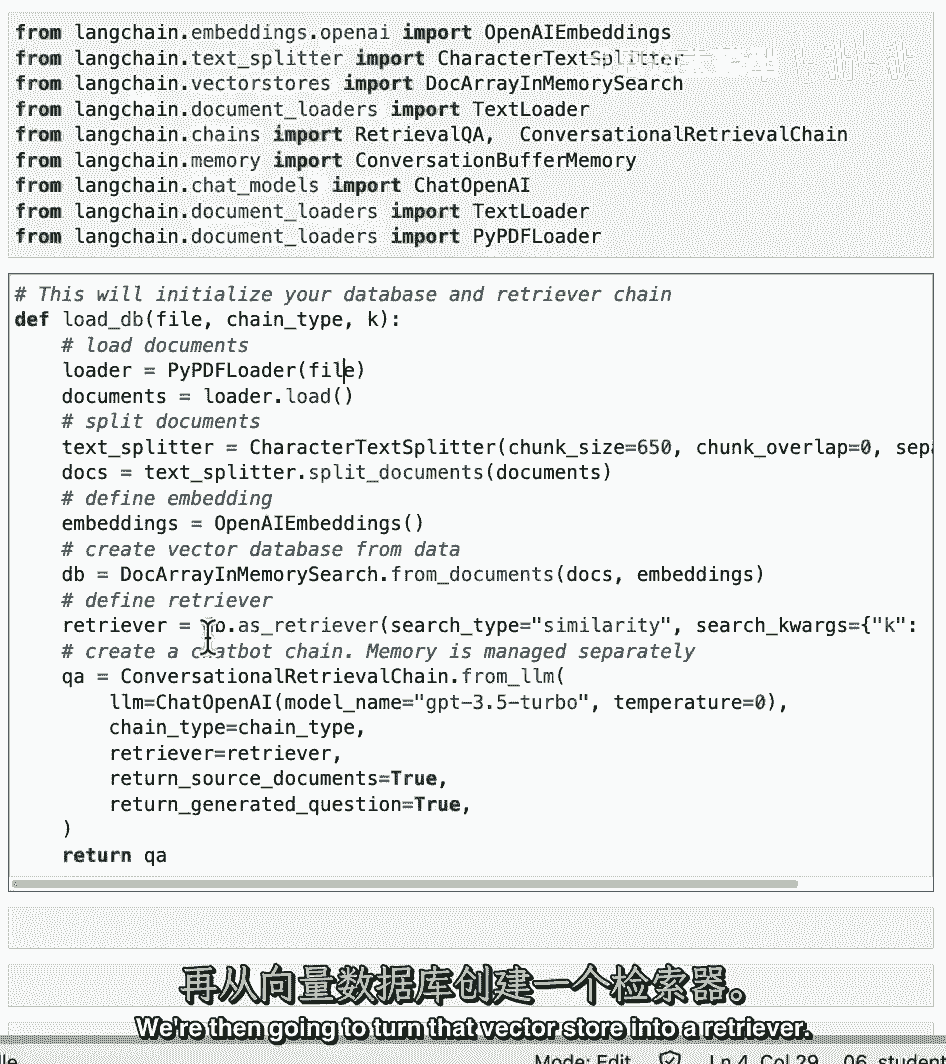 from langchain.embeddings.openai import OpenAIEmbeddings
from langchain.text_splitter import CharacterTextSplitter
from langchain.vectorstores import DocArrayInMemorySearch
from langchain.document_loaders import TextLoader
from langchain.chains import RetrievalQA,  ConversationalRetrievalChain
from langchain.memory import ConversationBufferMemory
from langchain.chat_models import ChatOpenAI
from langchain.document_loaders import TextLoader
from langchain.document_loaders import PyPDFLoader
# This will initialize your database and retriever chain
def load_db(file, chain_type, k):
    # load documents
    loader = PyPDFLoader(file)
    documents = loader.load()
    # split documents
    text_splitter = CharacterTextSplitter(chunk_size=650, chunk_overlap=0, sep
    docs = text_splitter.split_documents(documents)
    # define embedding
    embeddings = OpenAIEmbeddings()
    # create vector database from data
    db = DocArrayInMemorySearch.from_documents(docs, embeddings)
    # define retriever
    retriever = .as_retriever(search_type="similarity", search_kwargs={"k":
    # create a chatbot chain. Memory is managed separately
    qa = ConversationalRetrievalChain.from_llm(
        llm=ChatOpenAI(model_name="gpt-3.5-turbo", temperature=0),
        chain_type=chain_type,
        retriever=retriever,
        return_source_documents=True,
        return_generated_question=True,
    )
    return qa
再从向量数据库创建一个检索器。
We're then going to turn that vector store into a retriever.
Mode: Edit Ln 4, Col 29 06_student